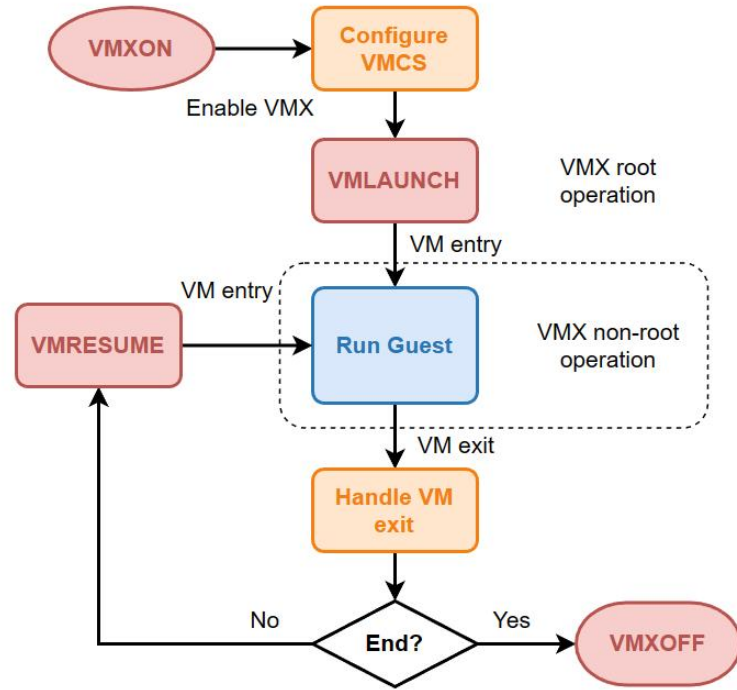 VMXON
Configure
VMCS
Enable VMX
VMLAUNCH
VMX root
operation
VM entry
VM entry
VMRESUME
Run Guest
VMX non-root
operation
VM exit
Handle VM
exit
No
End?
Yes
VMXOFF